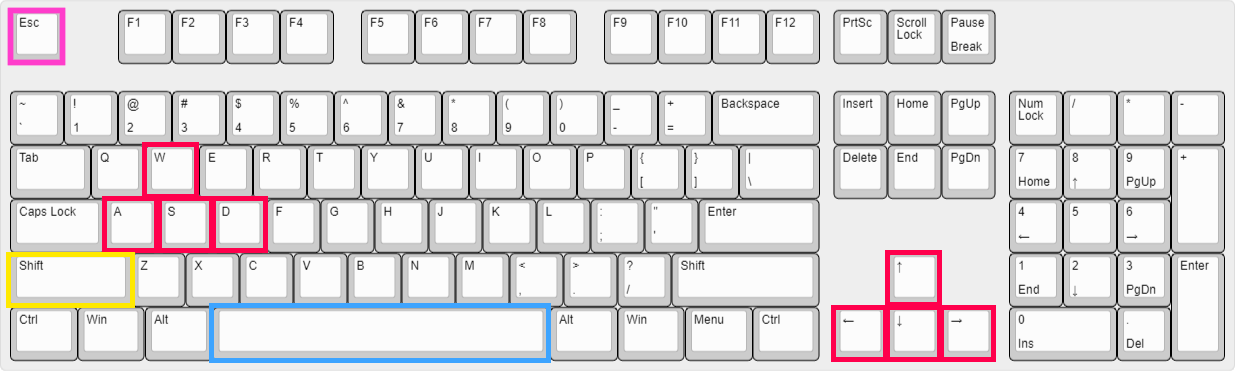 Esc F1 F2 F3 F4 F5 F6 F7 F8 F9 F10 F11 F12 PrtSc Scroll Lock Pause Break
~ ! @ # $ % ^ & * ( ) _ + Backspace Insert Home PgUp Num Lock / * -
` 1 2 3 4 5 6 7 8 9 0 - =
Tab Q W E R T Y U I O P { } | Delete End PgDn 7 8 9 +
[ ] \ Home ↑ PgUp
Caps Lock A S D F G H J K L : " Enter 4 5 6
; ' ← →
Shift Z X C V B N M < > ? Shift ↑ 1 2 3 Enter
, . / End ↓ PgDn
Ctrl Win Alt Alt Win Menu Ctrl ← ↓ → 0 .
Ins Del